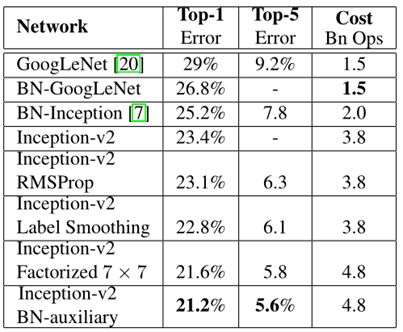 Network Top-1 Error Top-5 Error Cost Bn Ops
GoogLeNet [20] 29% 9.2% 1.5
BN-GoogLeNet 26.8% - 1.5
BN-Inception [7] 25.2% 7.8 2.0
Inception-v2 23.4% - 3.8
Inception-v2
RMSProp 23.1% 6.3 3.8
Inception-v2
Label Smoothing 22.8% 6.1 3.8
Inception-v2
Factorized 7 × 7 21.6% 5.8 4.8
Inception-v2
BN-auxiliary 21.2% 5.6% 4.8